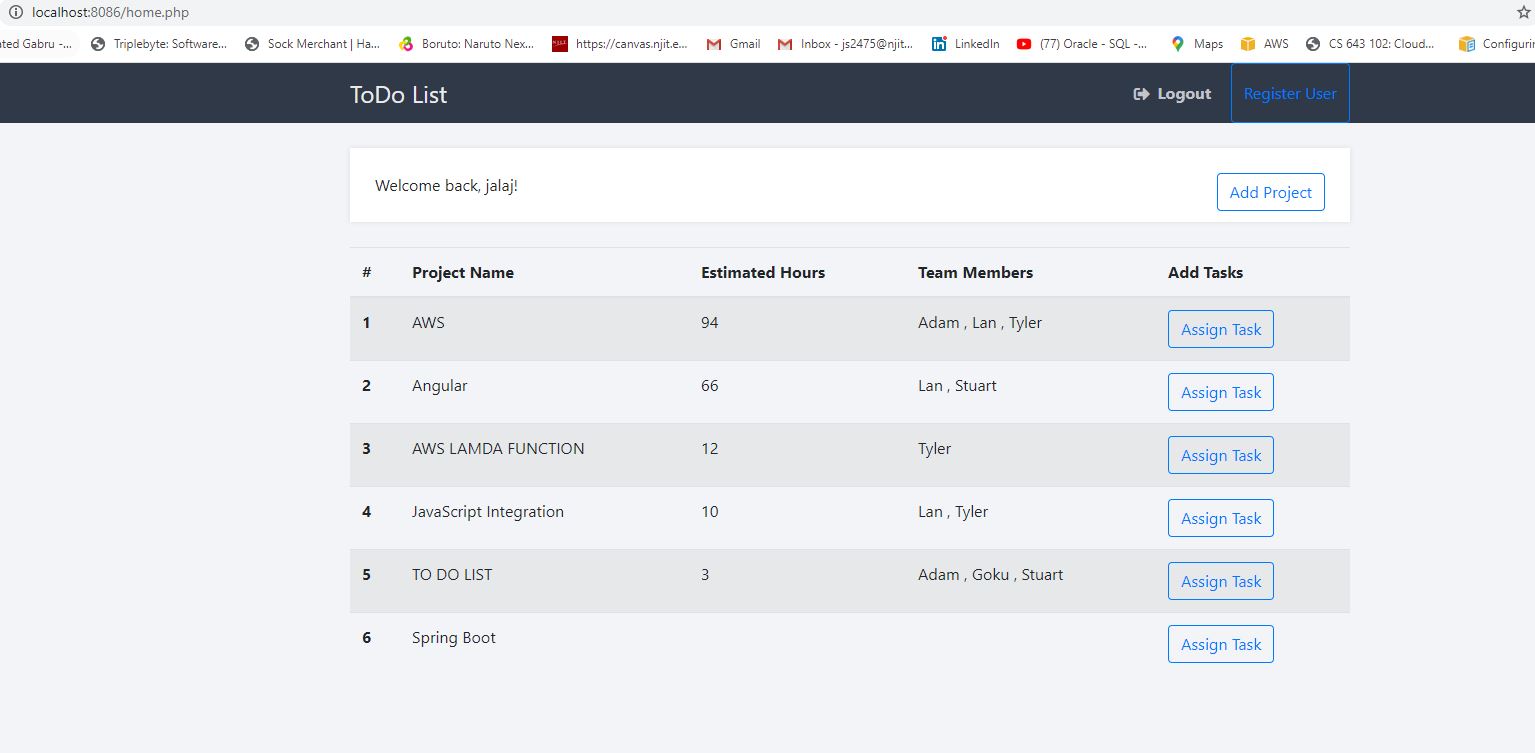 localhost:8086/home.php
ated Gabru -... Triplebyte: Software... Sock Merchant | Ha... Boruto: Naruto Nex... https://canvas.njit.e... Gmail Inbox - js2475@njit... LinkedIn (77) Oracle - SQL -... Maps AWS CS 643 102: Cloud... Configurin
ToDo List Logout Register User
Welcome back, jalaj! Add Project
# Project Name Estimated Hours Team Members Add Tasks
1 AWS 94 Adam , Lan , Tyler Assign Task
2 Angular 66 Lan , Stuart Assign Task
3 AWS LAMDA FUNCTION 12 Tyler Assign Task
4 JavaScript Integration 10 Lan , Tyler Assign Task
5 TO DO LIST 3 Adam , Goku , Stuart Assign Task
6 Spring Boot Assign Task